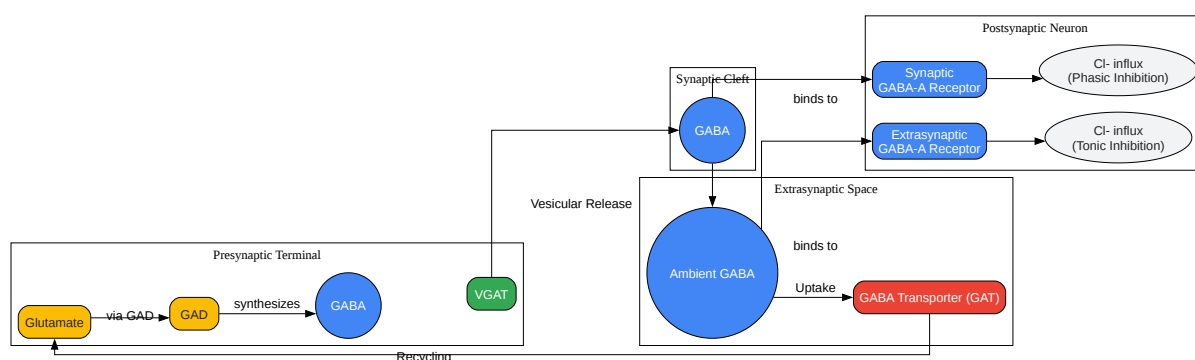 Postsynaptic Neuron
Synaptic Cleft
Synaptic
GABA-A Receptor
Cl- influx
(Phasic Inhibition)
binds to
GABA
Extrasynaptic
GABA-A Receptor
Cl- influx
(Tonic Inhibition)
Extrasynaptic Space
Vesicular Release
binds to
Ambient GABA
Uptake
GABA Transporter (GAT)
Presynaptic Terminal
VGAT
synthesizes
GABA
Glutamate
via GAD
GAD
Recycling